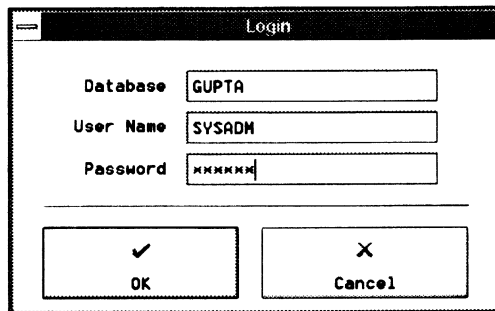 Login
Database GUPTA
User Name SYSADM
Password ××××××
OK Cancel